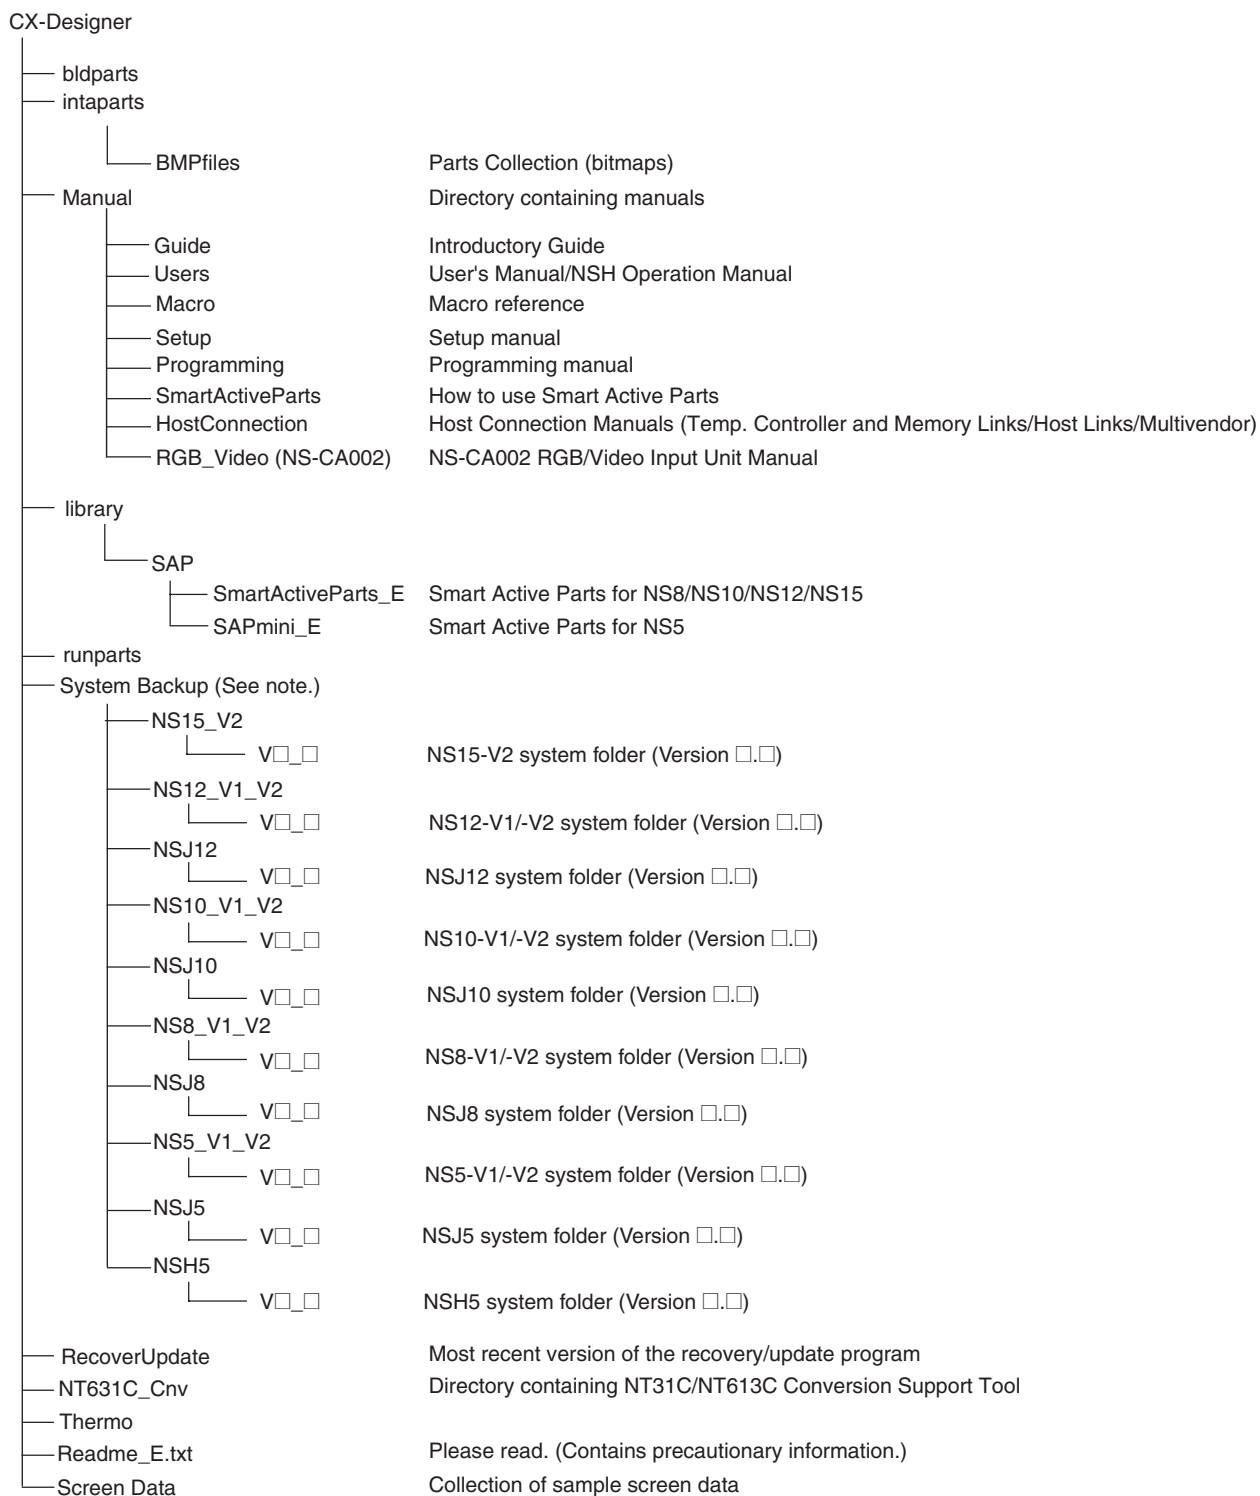 CX-Designer
bldparts
intaparts
BMPfiles Parts Collection (bitmaps)
Manual Directory containing manuals
Guide Introductory Guide
Users User's Manual/NSH Operation Manual
Macro Macro reference
Setup Setup manual
Programming Programming manual
SmartActiveParts How to use Smart Active Parts
HostConnection Host Connection Manuals (Temp. Controller and Memory Links/Host Links/Multivendor)
RGB_Video (NS-CA002) NS-CA002 RGB/Video Input Unit Manual
library
SAP
SmartActiveParts_E Smart Active Parts for NS8/NS10/NS12/NS15
SAPmini_E Smart Active Parts for NS5
runparts
System Backup (See note.)
NS15_V2
V□_□ NS15-V2 system folder (Version □.□)
NS12_V1_V2
V□_□ NS12-V1/-V2 system folder (Version □.□)
NSJ12
V□_□ NSJ12 system folder (Version □.□)
NS10_V1_V2
V□_□ NS10-V1/-V2 system folder (Version □.□)
NSJ10
V□_□ NSJ10 system folder (Version □.□)
NS8_V1_V2
V□_□ NS8-V1/-V2 system folder (Version □.□)
NSJ8
V□_□ NSJ8 system folder (Version □.□)
NS5_V1_V2
V□_□ NS5-V1/-V2 system folder (Version □.□)
NSJ5
V□_□ NSJ5 system folder (Version □.□)
NSH5
V□_□ NSH5 system folder (Version □.□)
RecoverUpdate Most recent version of the recovery/update program
NT631C_Cnv Directory containing NT31C/NT613C Conversion Support Tool
Thermo
Readme_E.txt Please read. (Contains precautionary information.)
Screen Data Collection of sample screen data